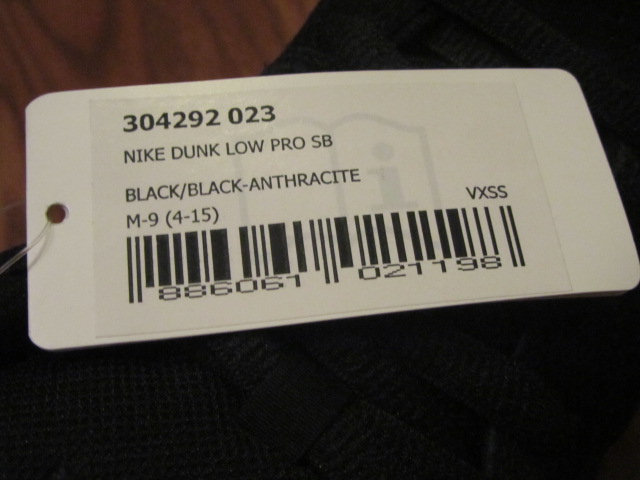 304292 023
NIKE DUNK LOW PRO SB
BLACK/BLACK-ANTHRACITE
M-9 (4-15)
VXSS
886061 021198